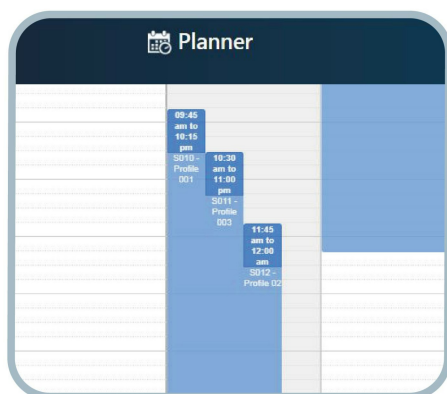 Planner
09:45
am to
10:15
pm
S010 -
Profile
001
10:30
am to
11:00
pm
S011 -
Profile
003
11:45
am to
12:00
am
S012 -
Profile 02